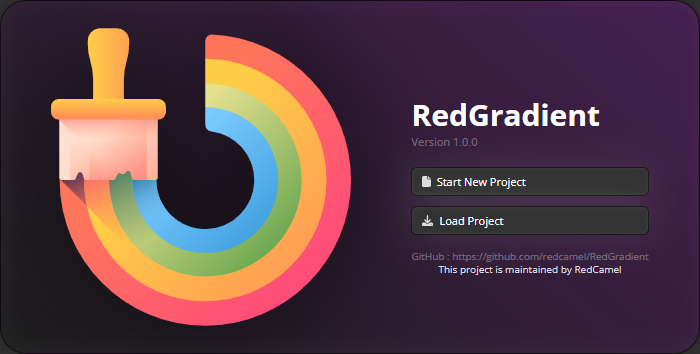 RedGradient
Version 1.0.0
Start New Project
Load Project
GitHub : https://github.com/redcamel/RedGradient
This project is maintained by RedCamel